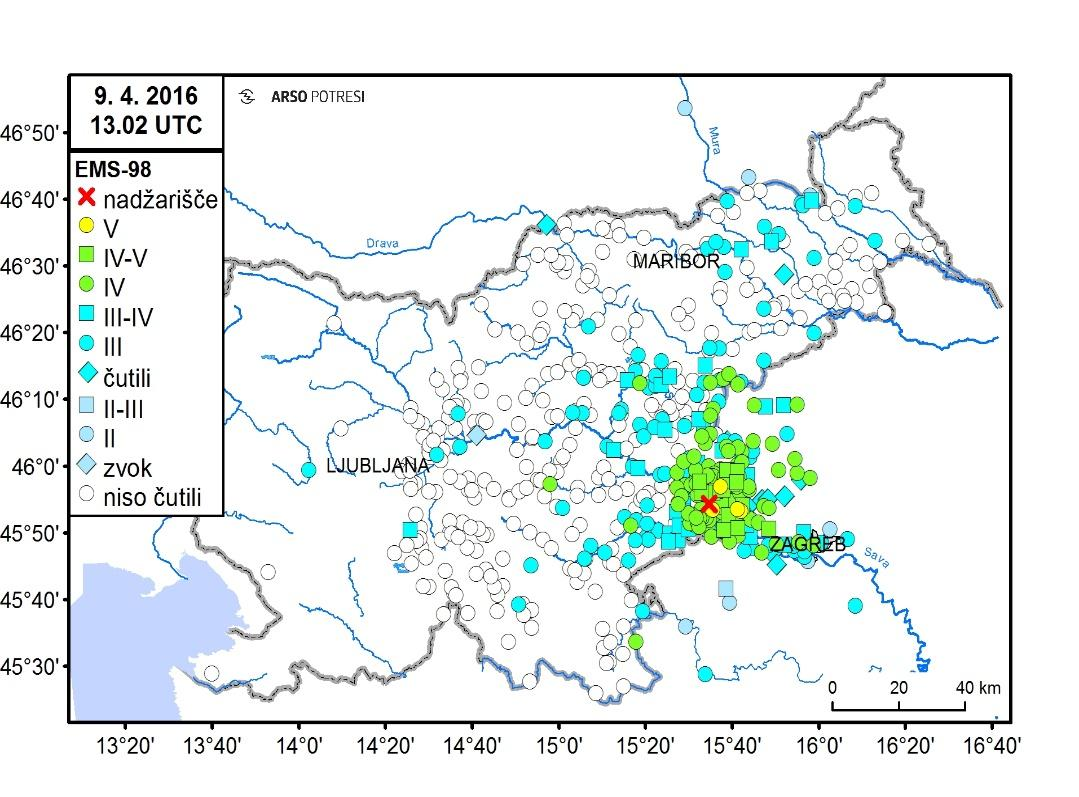 9. 4. 2016
13.02 UTC
ARSO POTRESI
EMS-98
nadžarišče
V
IV-V
IV
III-IV
III
čutili
II-III
II
zvok
niso čutili
Mura
Drava
MARIBOR
LJUBLJANA
ZAGREB
Sava
46°50'
46°40'
46°30'
46°20'
46°10'
46°0'
45°50'
45°40'
45°30'
0 20 40 km
13°20' 13°40' 14°0' 14°20' 14°40' 15°0' 15°20' 15°40' 16°0' 16°20' 16°40'